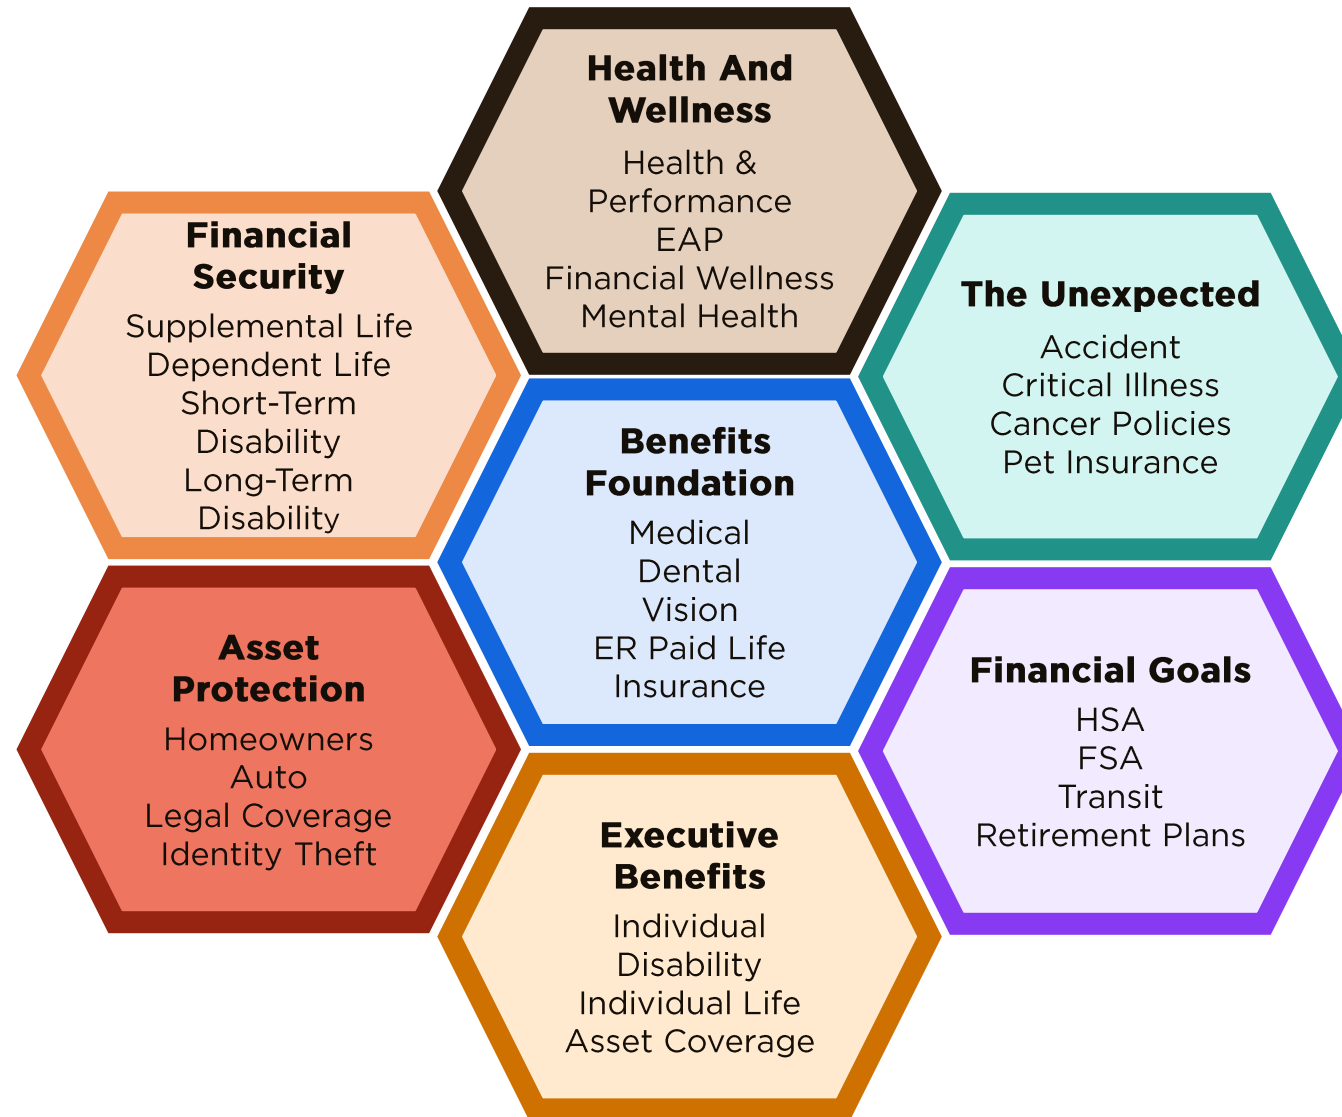 Health And
Wellness
Health &
Performance
EAP
Financial Wellness
Mental Health
Financial
Security
Supplemental Life
Dependent Life
Short-Term
Disability
Long-Term
Disability
The Unexpected
Accident
Critical Illness
Cancer Policies
Pet Insurance
Benefits
Foundation
Medical
Dental
Vision
ER Paid Life
Insurance
Asset
Protection
Homeowners
Auto
Legal Coverage
Identity Theft
Financial Goals
HSA
FSA
Transit
Retirement Plans
Executive
Benefits
Individual
Disability
Individual Life
Asset Coverage